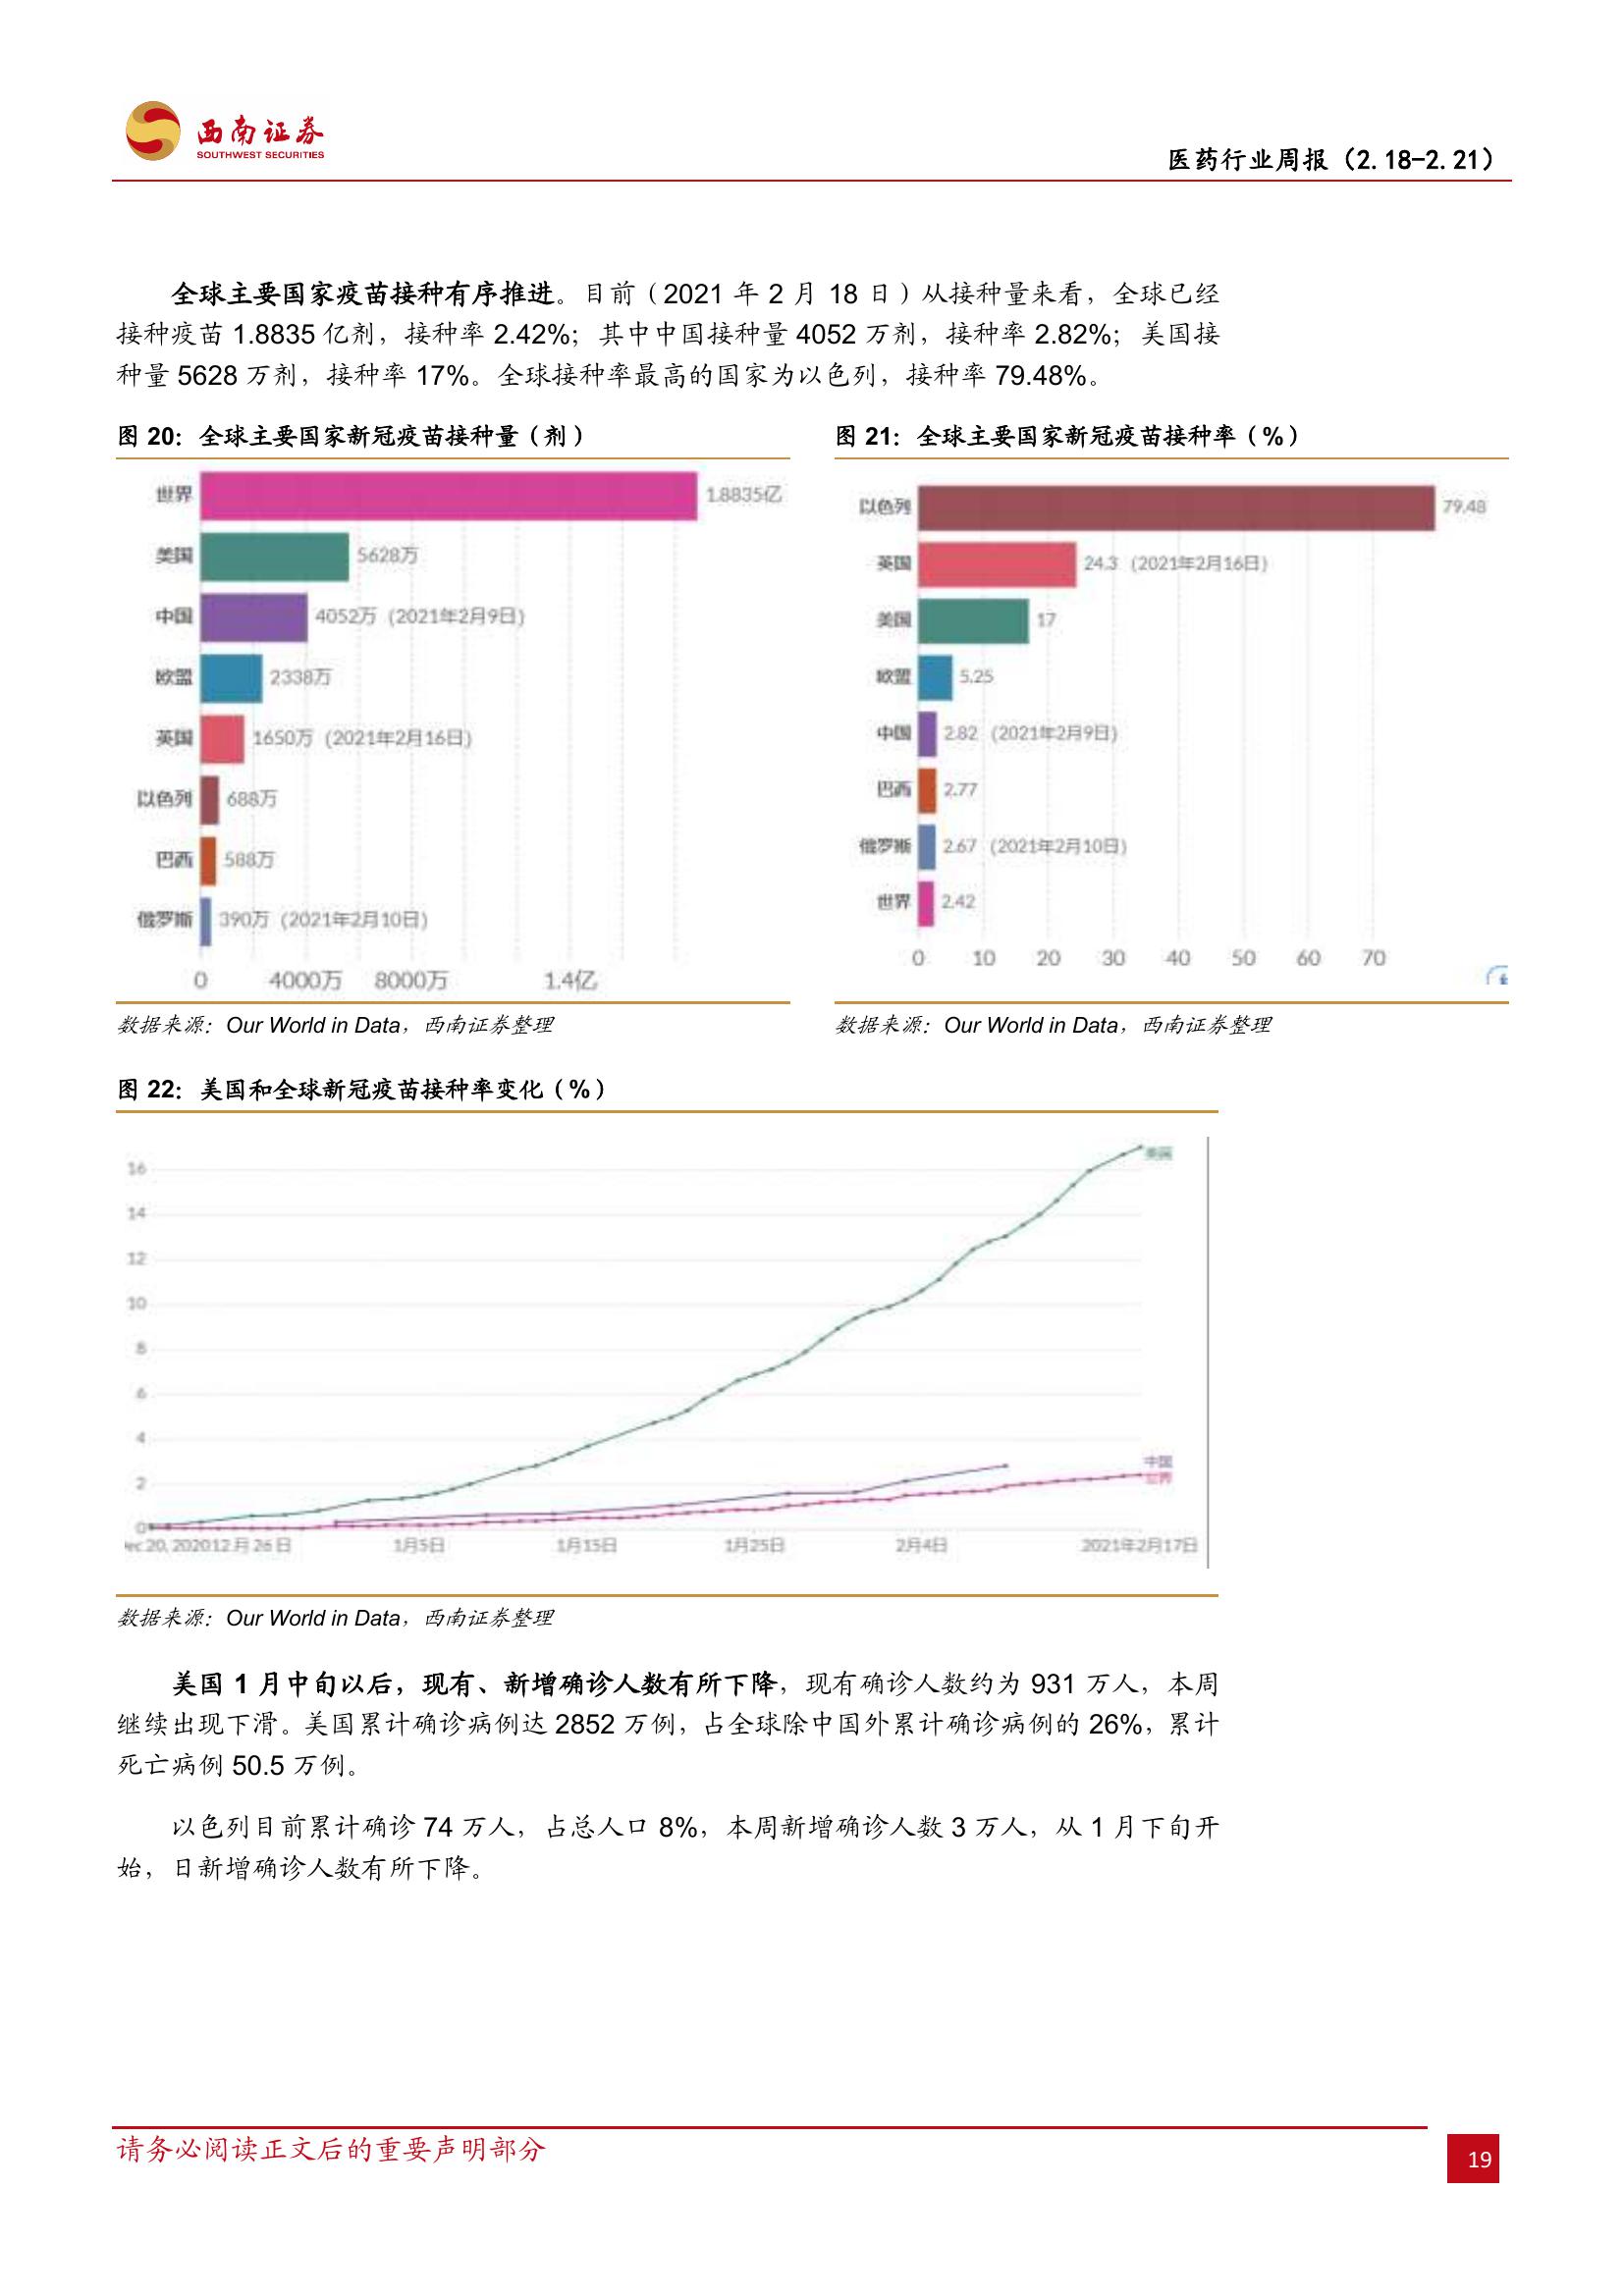 西南证券
SOUTHWEST SECURITIES
医药行业周报（2.18-2.21）
全球主要国家疫苗接种有序推进。目前（2021 年 2 月 18 日）从接种量来看，全球已经
接种疫苗 1.8835 亿剂，接种率 2.42%；其中中国接种量 4052 万剂，接种率 2.82%；美国接
种量 5628 万剂，接种率 17%。全球接种率最高的国家为以色列，接种率 79.48%。
图 20：全球主要国家新冠疫苗接种量（剂）
世界 1.8835亿
美国 5628万
中国 4052万（2021年2月9日）
欧盟 2338万
英国 1650万（2021年2月16日）
以色列 688万
巴西 588万
俄罗斯 390万（2021年2月10日）
0 4000万 8000万 1.4亿
数据来源：Our World in Data，西南证券整理
图 21：全球主要国家新冠疫苗接种率（%）
以色列 79.48
英国 24.3（2021年2月16日）
美国 17
欧盟 5.25
中国 2.82（2021年2月9日）
巴西 2.77
俄罗斯 2.67（2021年2月10日）
世界 2.42
0 10 20 30 40 50 60 70
数据来源：Our World in Data，西南证券整理
图 22：美国和全球新冠疫苗接种率变化（%）
美国
16
14
12
10
8
6
4
中国
世界
2
0
ec 20, 2020 12月26日 1月5日 1月15日 1月25日 2月4日 2021年2月17日
数据来源：Our World in Data，西南证券整理
美国 1 月中旬以后，现有、新增确诊人数有所下降，现有确诊人数约为 931 万人，本周
继续出现下滑。美国累计确诊病例达 2852 万例，占全球除中国外累计确诊病例的 26%，累计
死亡病例 50.5 万例。
以色列目前累计确诊 74 万人，占总人口 8%，本周新增确诊人数 3 万人，从 1 月下旬开
始，日新增确诊人数有所下降。
请务必阅读正文后的重要声明部分
19